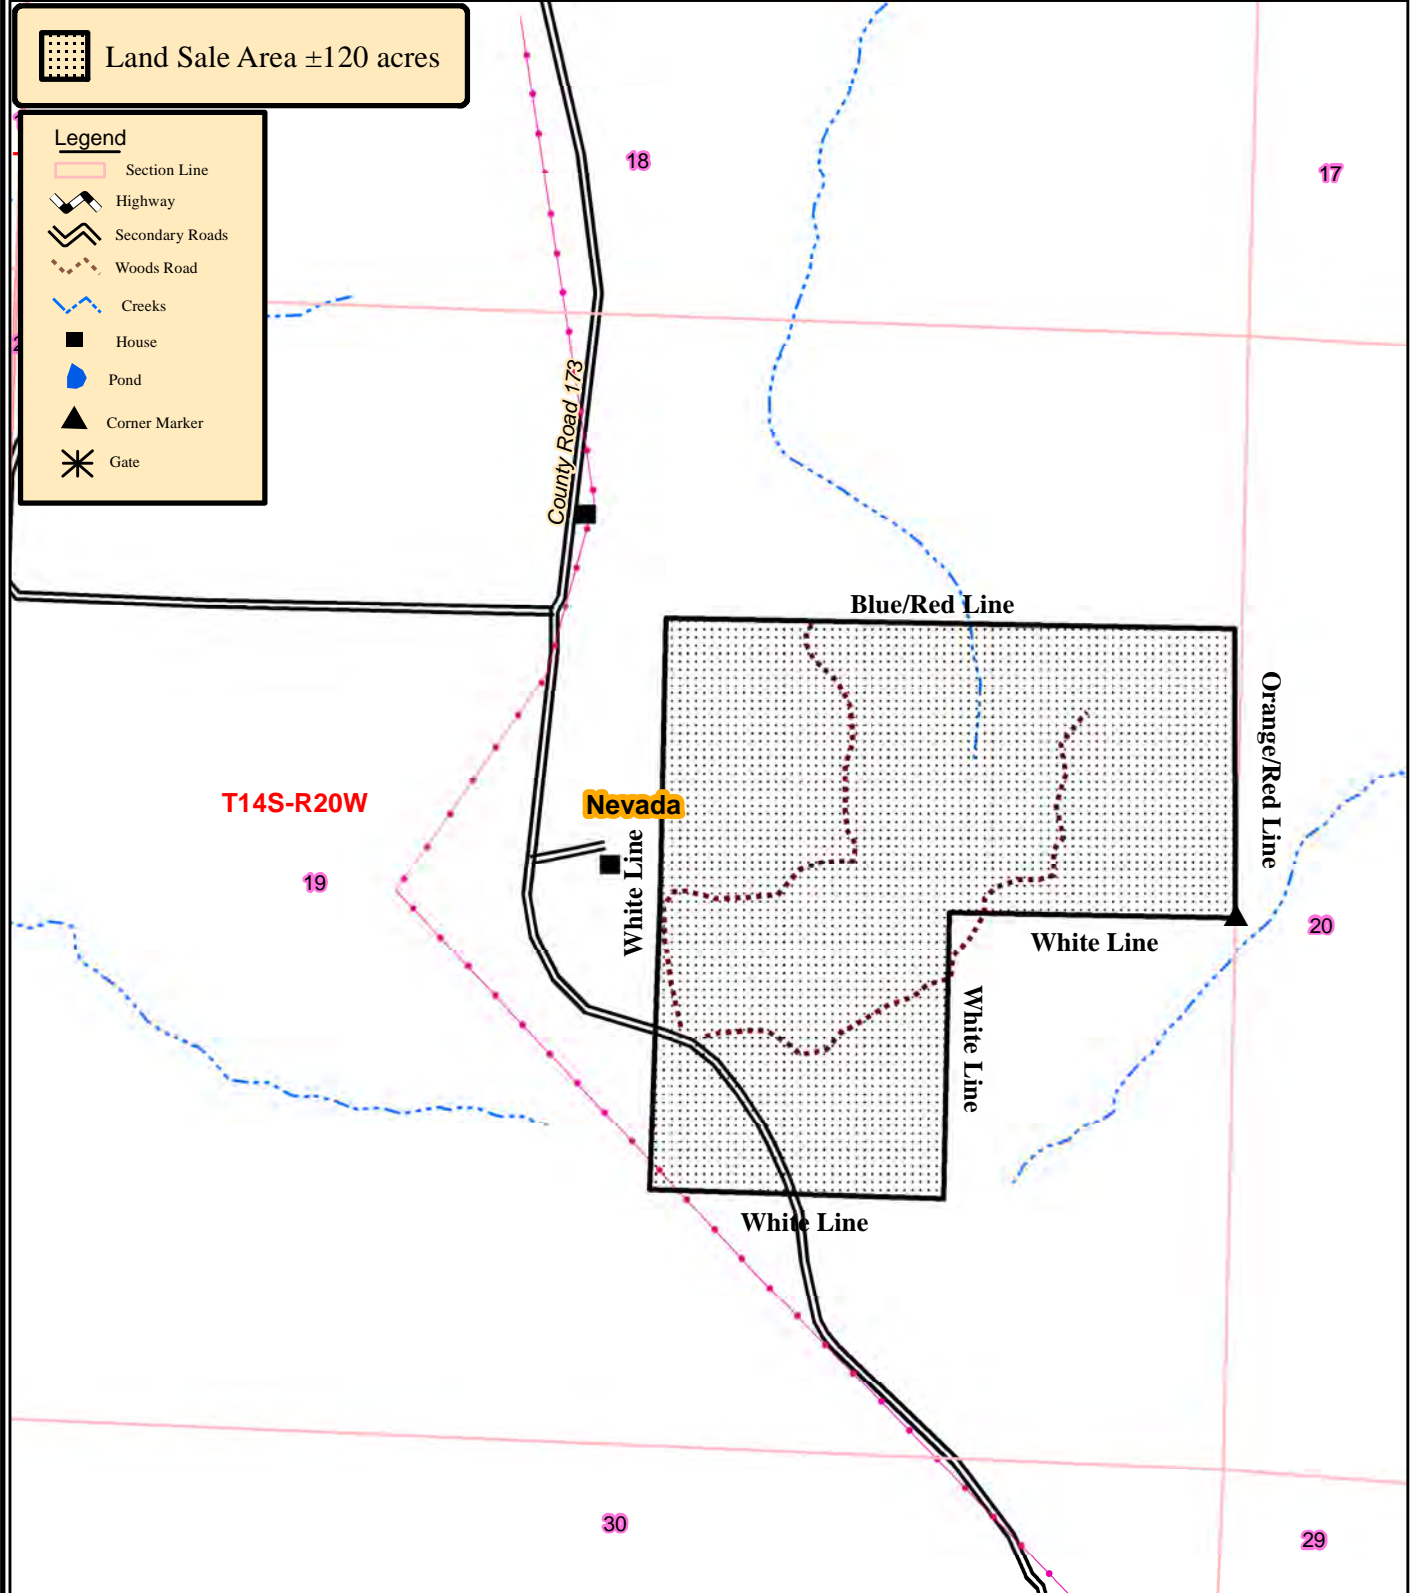 Land Sale Area ±120 acres
Legend
Section Line
Highway
Secondary Roads
Woods Road
Creeks
House
Pond
Corner Marker
Gate
18
17
County Road 173
Blue/Red Line
Orange/Red Line
T14S-R20W
Nevada
White Line
19
20
White Line
White Line
White Line
30
29